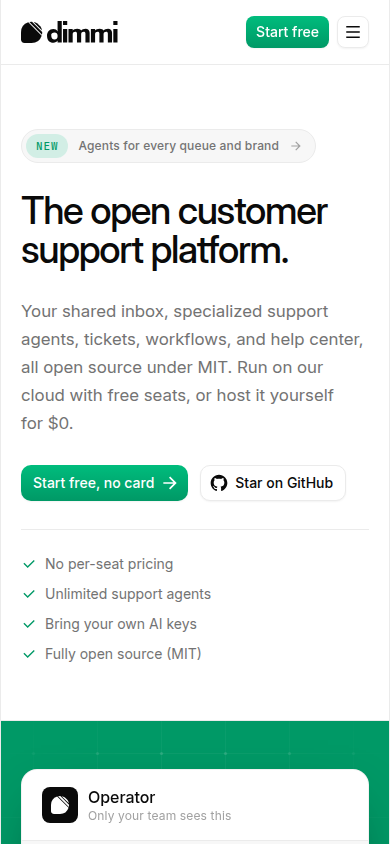 dimmi
Start free
NEW Agents for every queue and brand
The open customer
support platform.
Your shared inbox, specialized support
agents, tickets, workflows, and help center,
all open source under MIT. Run on our
cloud with free seats, or host it yourself
for $0.
Start free, no card
Star on GitHub
No per-seat pricing
Unlimited support agents
Bring your own AI keys
Fully open source (MIT)
Operator
Only your team sees this